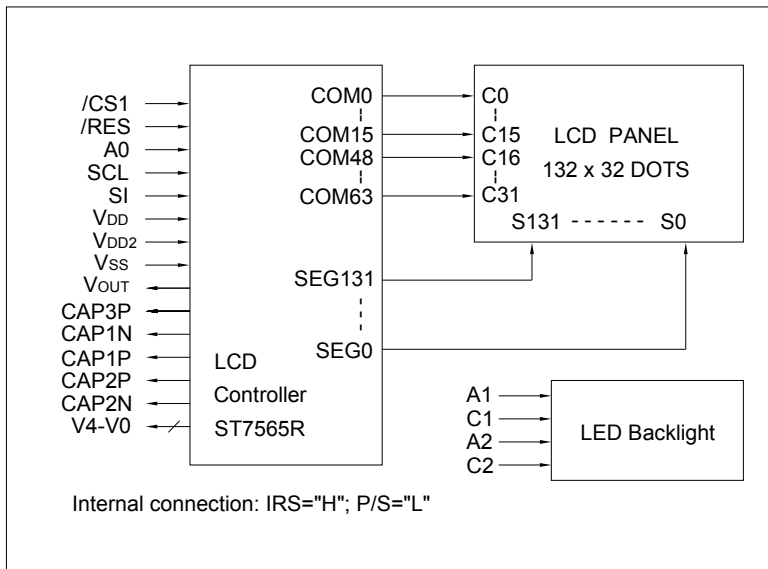 /CS1
/RES
A0
SCL
SI
VDD
VDD2
VSS
VOUT
CAP3P
CAP1N
CAP1P
CAP2P
CAP2N
V4-V0
COM0
COM15
COM48
COM63
SEG131
SEG0
LCD
Controller
ST7565R
C0
C15
C16
C31
LCD PANEL
132 x 32 DOTS
S131 ------ S0
A1
C1
A2
C2
LED Backlight
Internal connection: IRS="H"; P/S="L"